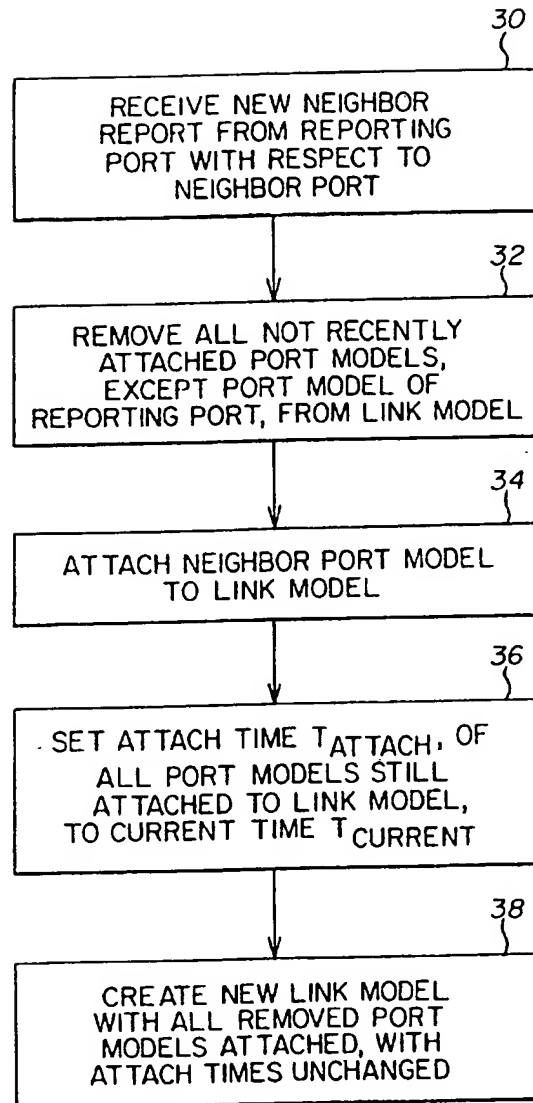 30
RECEIVE NEW NEIGHBOR
REPORT FROM REPORTING
PORT WITH RESPECT TO
NEIGHBOR PORT
32
REMOVE ALL NOT RECENTLY
ATTACHED PORT MODELS,
EXCEPT PORT MODEL OF
REPORTING PORT, FROM LINK MODEL
34
ATTACH NEIGHBOR PORT MODEL
TO LINK MODEL
36
SET ATTACH TIME TATTACH, OF
ALL PORT MODELS STILL
ATTACHED TO LINK MODEL,
TO CURRENT TIME TCURRENT
38
CREATE NEW LINK MODEL
WITH ALL REMOVED PORT
MODELS ATTACHED, WITH
ATTACH TIMES UNCHANGED